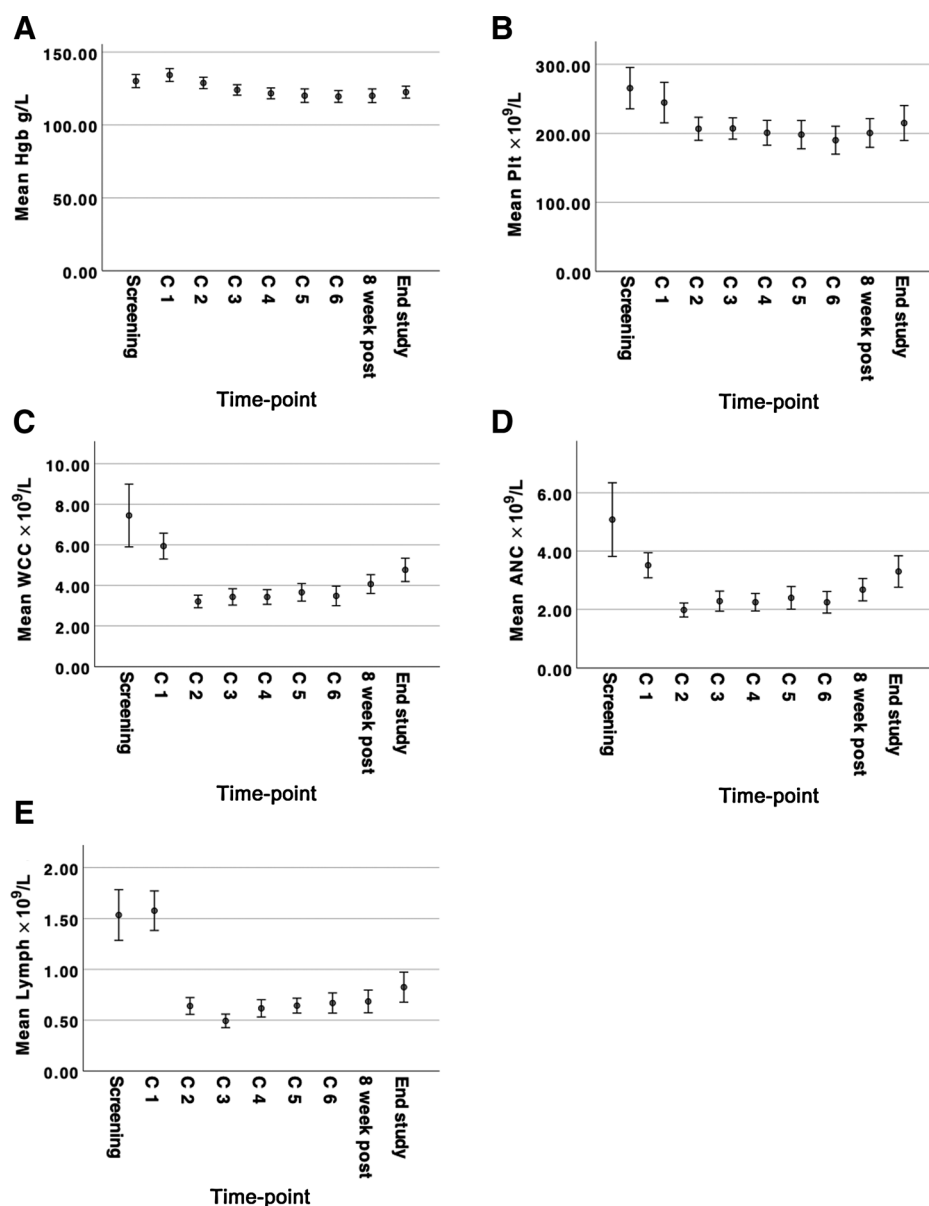 A
Mean Hgb g/L
150.00
100.00
50.00
0.00
Screening
C 1
C 2
C 3
C 4
C 5
C 6
8 week post
End study
Time-point
B
Mean Plt ×10⁹/L
300.00
200.00
100.00
0.00
Screening
C 1
C 2
C 3
C 4
C 5
C 6
8 week post
End study
Time-point
C
Mean WCC ×10⁹/L
10.00
8.00
6.00
4.00
2.00
0.00
Screening
C 1
C 2
C 3
C 4
C 5
C 6
8 week post
End study
Time-point
D
Mean ANC ×10⁹/L
6.00
4.00
2.00
0.00
Screening
C 1
C 2
C 3
C 4
C 5
C 6
8 week post
End study
Time-point
E
Mean Lymph ×10⁹/L
2.00
1.50
1.00
0.50
0.00
Screening
C 1
C 2
C 3
C 4
C 5
C 6
8 week post
End study
Time-point